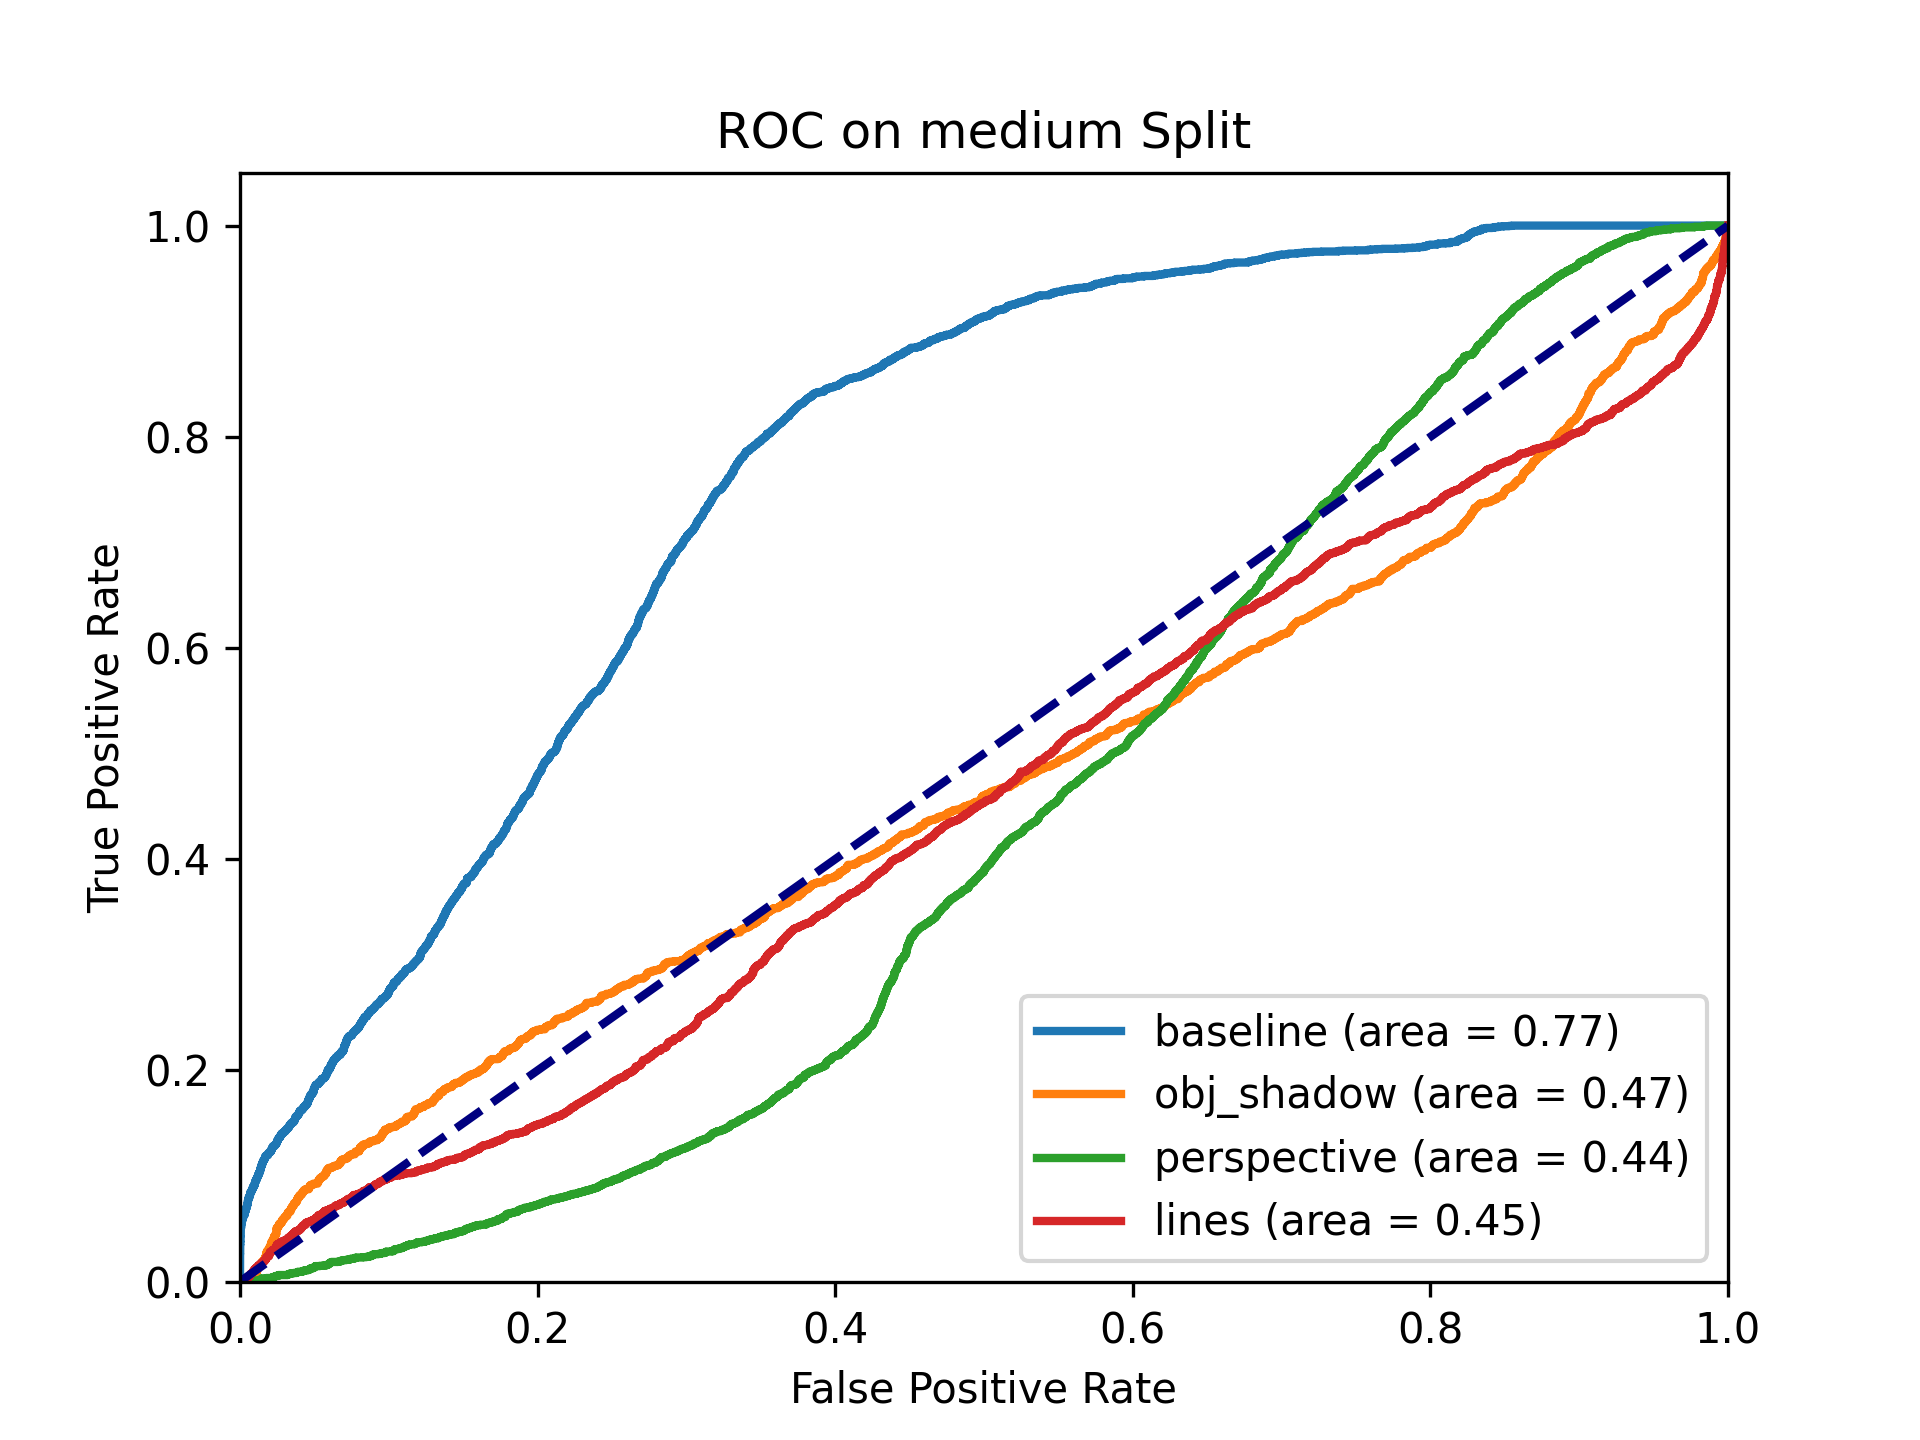 ROC on medium Split
True Positive Rate
1.0
0.8
0.6
0.4
0.2
0.0
baseline (area = 0.77)
obj_shadow (area = 0.47)
perspective (area = 0.44)
lines (area = 0.45)
0.0 0.2 0.4 0.6 0.8 1.0
False Positive Rate